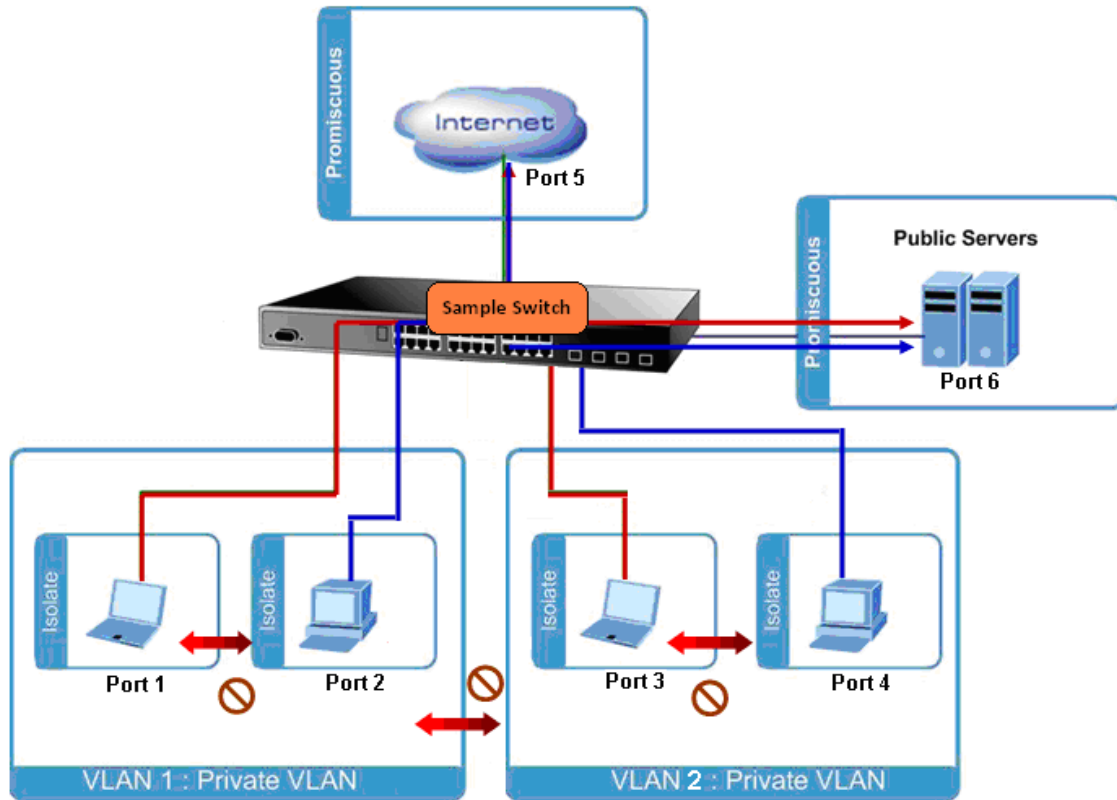 Promiscuous
Internet
Port 5
Promiscuous
Public Servers
Port 6
Sample Switch
Isolate
Port 1
Isolate
Port 2
Isolate
Port 3
Isolate
Port 4
VLAN 1 : Private VLAN
VLAN 2 : Private VLAN